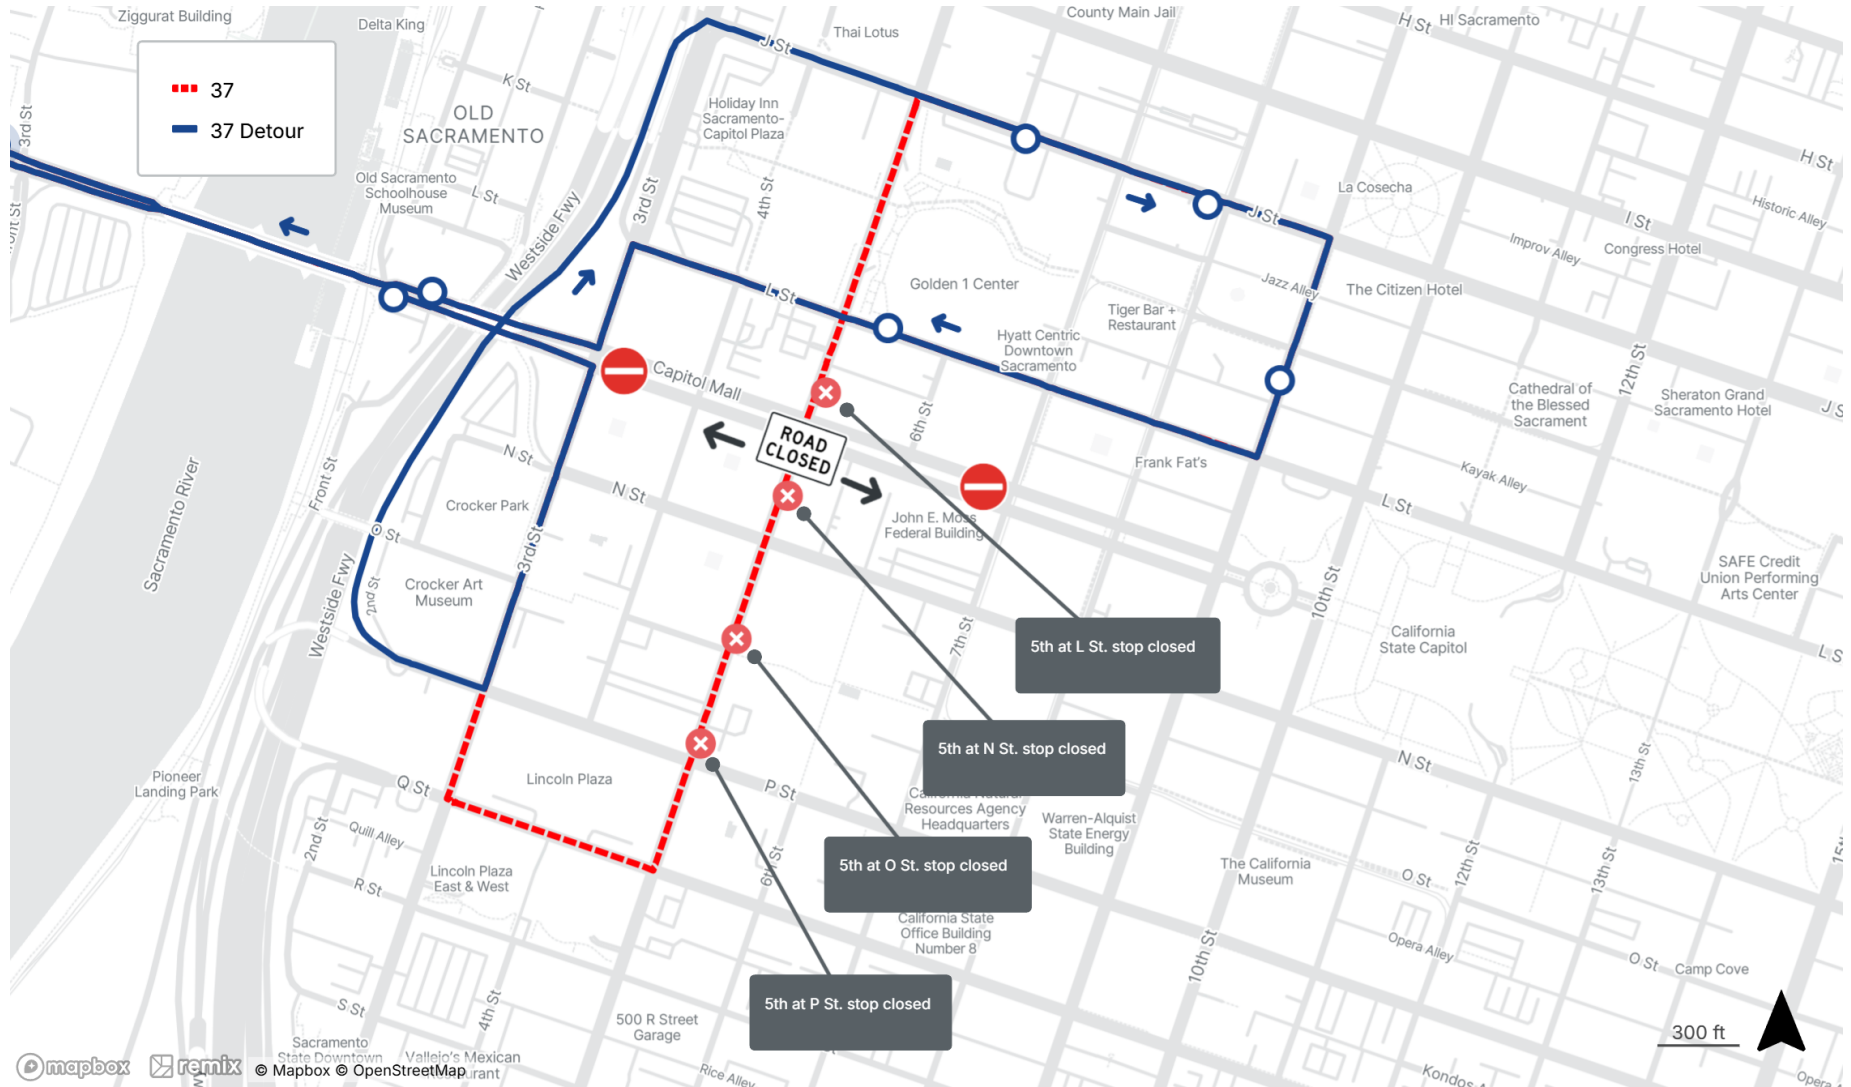 Ziggurat Building
Delta King
Thai Lotus
County Main Jail
H St
HI Sacramento
J St
37
37 Detour
K St
OLD
SACRAMENTO
Holiday Inn
Sacramento-
Capitol Plaza
3rd St
H St
Old Sacramento
Schoolhouse
Museum
L St
Westside Fwy
3rd St
4th St
La Cosecha
J St
I St
Historic Alley
Improv Alley
Congress Hotel
Golden 1 Center
Jazz Alley
The Citizen Hotel
L St
Tiger Bar +
Restaurant
Hyatt Centric
Downtown
Sacramento
12th St
Capitol Mall
6th St
Cathedral of
the Blessed
Sacrament
Sheraton Grand
Sacramento Hotel
J S
ROAD
CLOSED
Frank Fat's
Kayak Alley
N St
N St
L St
Sacramento River
Front St
Crocker Park
John E. Moss
Federal Building
O St
3rd St
SAFE Credit
Union Performing
Arts Center
Westside Fwy
2nd St
Crocker Art
Museum
10th St
7th St
California
State Capitol
L S
5th at L St. stop closed
5th at N St. stop closed
N St
13th St
Pioneer
Landing Park
Q St
Lincoln Plaza
P St
California Natural
Resources Agency
Headquarters
Warren-Alquist
State Energy
Building
2nd St
Quill Alley
6th St
5th at O St. stop closed
The California
Museum
O St
12th St
13th St
15th
R St
Lincoln Plaza
East & West
California State
Office Building
Number 8
10th St
Opera Alley
O St
Camp Cove
5th at P St. stop closed
S St
4th St
500 R Street
Garage
300 ft
Sacramento
State Downtown
Vallejo's Mexican
mapbox
remix
© Mapbox © OpenStreetMap
Rice Alley
Kondos A
Opera A